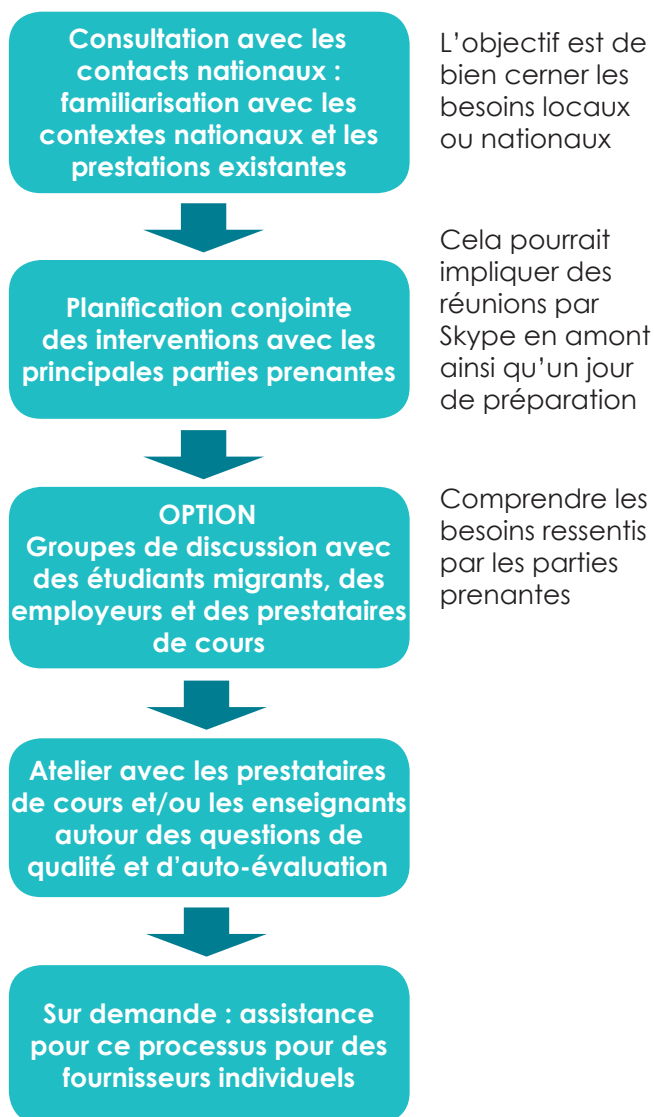 Consultation avec les
contacts nationaux :
familiarisation avec les
contextes nationaux et les
prestations existantes
L’objectif est de
bien cerner les
besoins locaux
ou nationaux
Planification conjointe
des interventions avec les
principales parties prenantes
Cela pourrait
impliquer des
réunions par
Skype en amont
ainsi qu’un jour
de préparation
OPTION
Groupes de discussion avec
des étudiants migrants, des
employeurs et des prestataires
de cours
Comprendre les
besoins ressentis
par les parties
prenantes
Atelier avec les prestataires
de cours et/ou les enseignants
autour des questions de
qualité et d’auto-évaluation
Sur demande : assistance
pour ce processus pour des
fournisseurs individuels